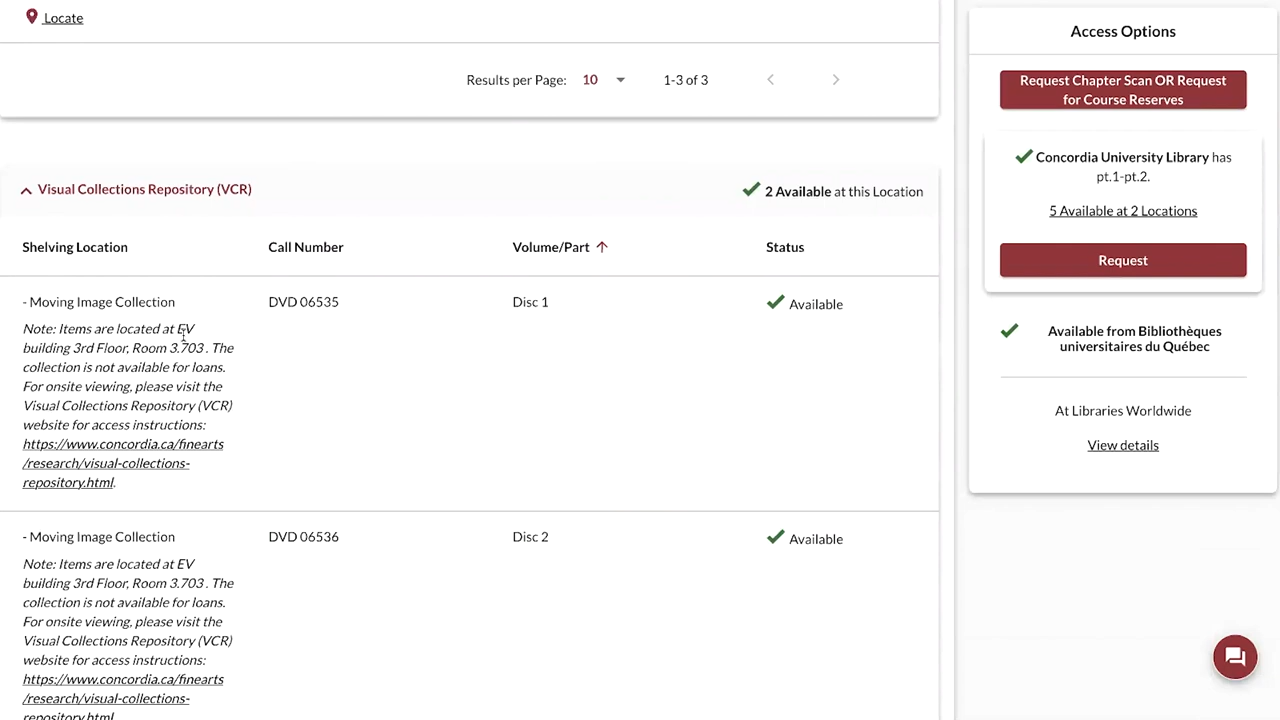 Locate
Results per Page: 10 1-3 of 3
Visual Collections Repository (VCR) 2 Available at this Location
Shelving Location Call Number Volume/Part Status
- Moving Image Collection DVD 06535 Disc 1 Available
Note: Items are located at EV
building 3rd Floor, Room 3.703 . The
collection is not available for loans.
For onsite viewing, please visit the
Visual Collections Repository (VCR)
website for access instructions:
https://www.concordia.ca/finearts
/research/visual-collections-
repository.html.
- Moving Image Collection DVD 06536 Disc 2 Available
Note: Items are located at EV
building 3rd Floor, Room 3.703 . The
collection is not available for loans.
For onsite viewing, please visit the
Visual Collections Repository (VCR)
website for access instructions:
https://www.concordia.ca/finearts
/research/visual-collections-
repository.html
Access Options
Request Chapter Scan OR Request
for Course Reserves
Concordia University Library has
pt.1-pt.2.
5 Available at 2 Locations
Request
Available from Bibliothèques
universitaires du Québec
At Libraries Worldwide
View details